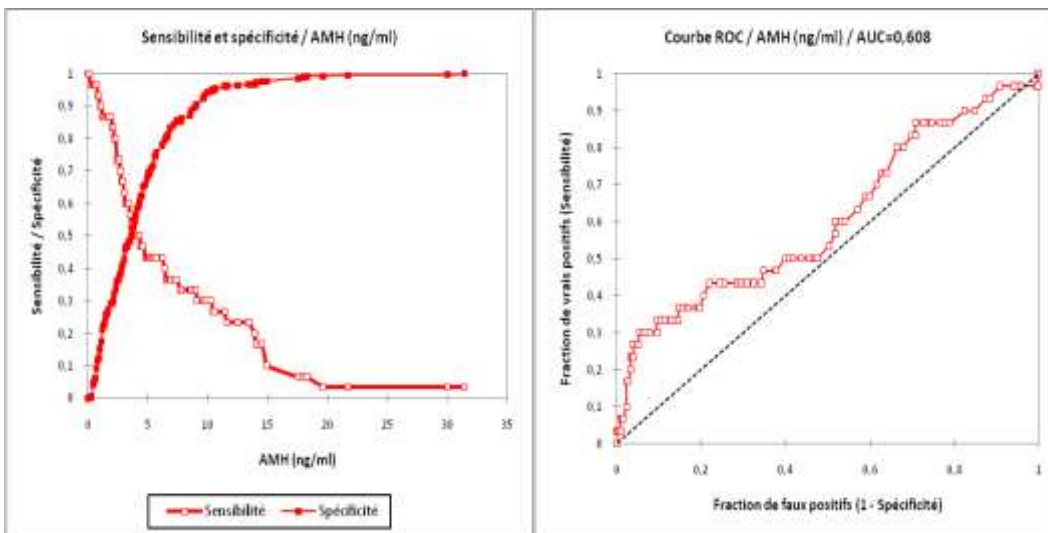 Sensibilité et spécificité / AMH (ng/ml)
Sensibilité / Spécificité
1
0,9
0,8
0,7
0,6
0,5
0,4
0,3
0,2
0,1
0
0 5 10 15 20 25 30 35
AMH (ng/ml)
Sensibilité Spécificité
Courbe ROC / AMH (ng/ml) / AUC=0,608
Fraction de vrais positifs (Sensibilité)
1
0,9
0,8
0,7
0,6
0,5
0,4
0,3
0,2
0,1
0
0 0,2 0,4 0,6 0,8 1
Fraction de faux positifs (1 - Spécificité)